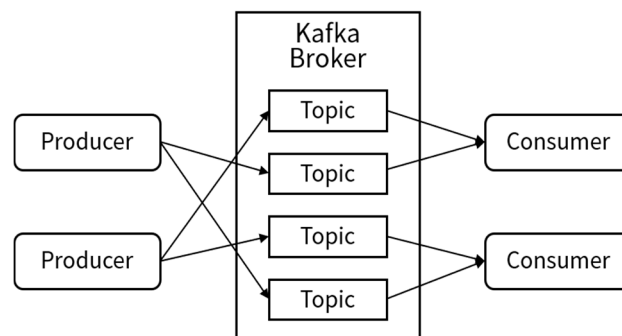 Kafka
Broker
Topic
Producer
Consumer
Topic
Topic
Producer
Consumer
Topic